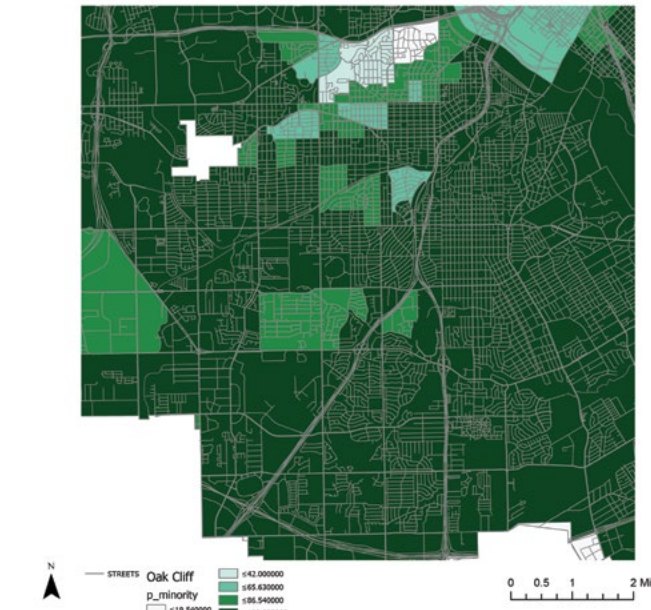 N
STREETS
Oak Cliff
p_minority
≤42.000000
≤65.630000
≤86.540000
0 0.5 1 2 Mi